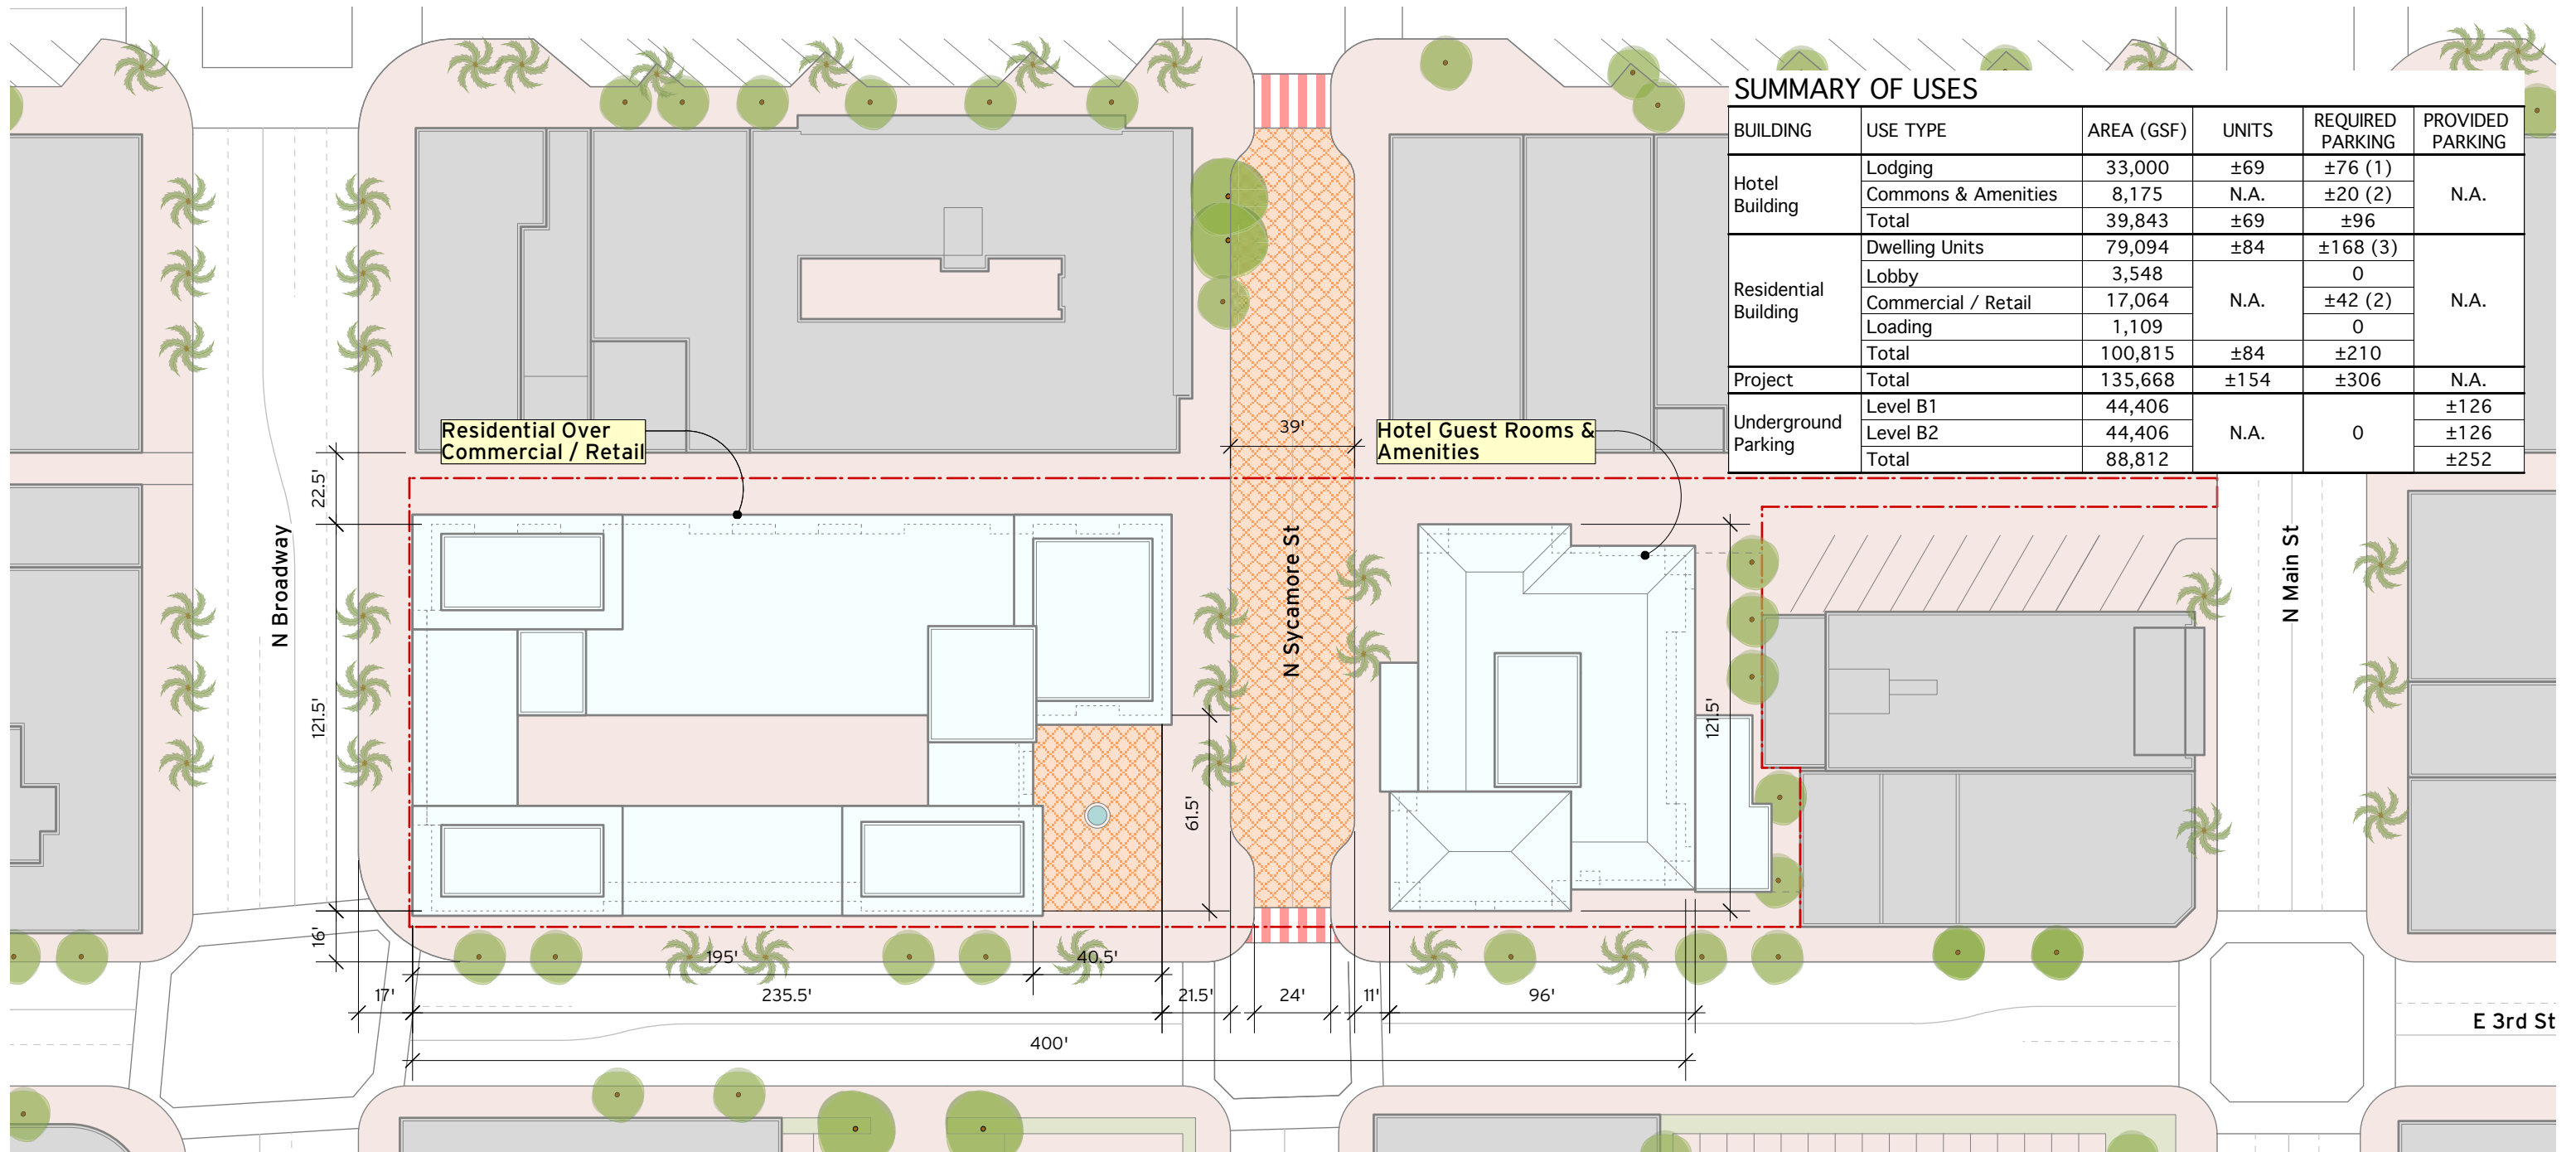 SUMMARY OF USES
BUILDING USE TYPE AREA (GSF) UNITS REQUIRED PARKING PROVIDED PARKING
Hotel Building
Lodging 33,000 ±69 ±76 (1)
Commons & Amenities 8,175 N.A. ±20 (2) N.A.
Total 39,843 ±69 ±96
Residential Building
Dwelling Units 79,094 ±84 ±168 (3)
Lobby 3,548 0
Commercial / Retail 17,064 N.A. ±42 (2) N.A.
Loading 1,109 0
Total 100,815 ±84 ±210
Project Total 135,668 ±154 ±306 N.A.
Underground Parking
Level B1 44,406 ±126
Level B2 44,406 N.A. 0 ±126
Total 88,812 ±252
Residential Over
Commercial / Retail
39'
Hotel Guest Rooms &
Amenities
22.5'
N Broadway
N Sycamore St
N Main St
121.5'
121.5'
61.5'
16'
195'
40.5'
17'
235.5'
21.5'
24'
11'
96'
E 3rd St
400'